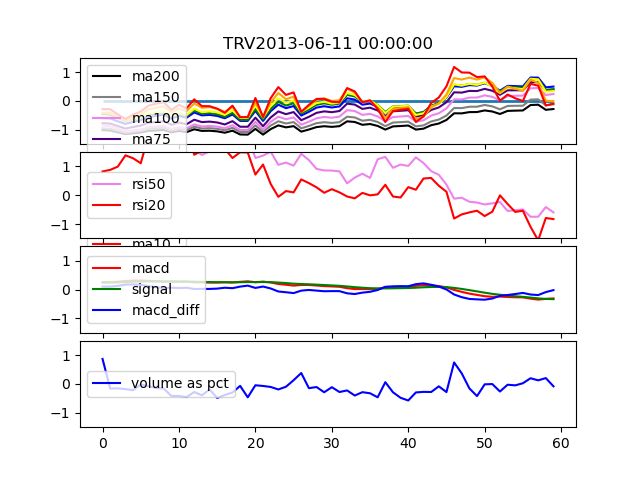 TRV2013-06-11 00:00:00
1
0
−1
ma200
ma150
ma100
ma75
1
0
−1
rsi50
rsi20
ma10
1
0
−1
macd
signal
macd_diff
1
0
−1
volume as pct
0 10 20 30 40 50 60